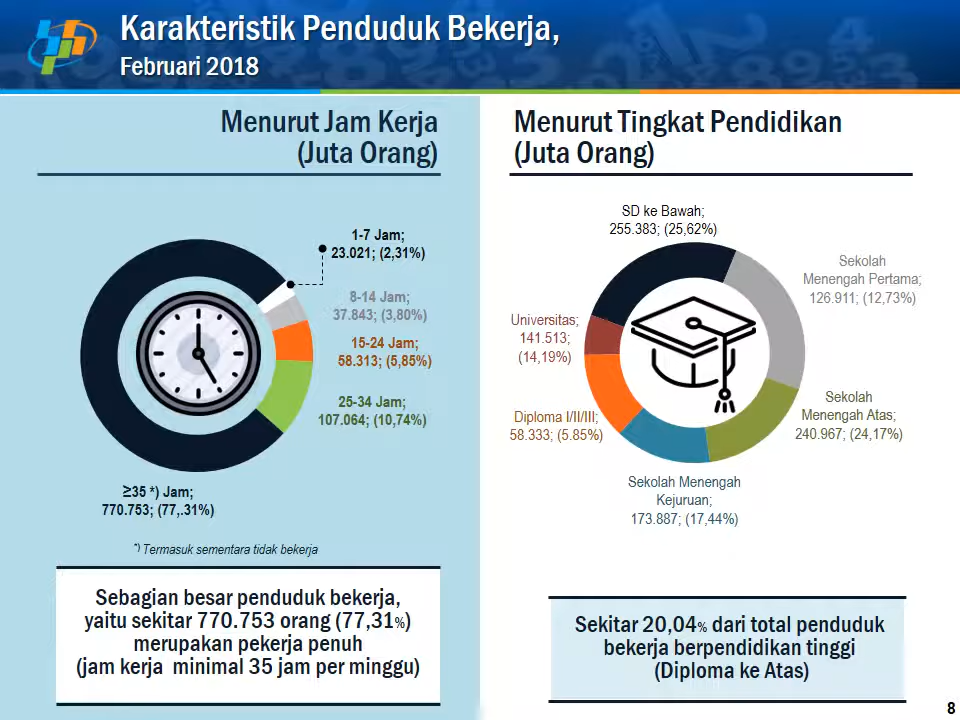 Karakteristik Penduduk Bekerja,
Februari 2018
Menurut Jam Kerja
(Juta Orang)
1-7 Jam;
23.021; (2,31%)
8-14 Jam;
37.843; (3,80%)
15-24 Jam;
58.313; (5,85%)
25-34 Jam;
107.064; (10,74%)
≥35 *) Jam;
770.753; (77,.31%)
*) Termasuk sementara tidak bekerja
Sebagian besar penduduk bekerja,
yaitu sekitar 770.753 orang (77,31%)
merupakan pekerja penuh
(jam kerja minimal 35 jam per minggu)
Menurut Tingkat Pendidikan
(Juta Orang)
SD ke Bawah;
255.383; (25,62%)
Sekolah
Menengah Pertama;
126.911; (12,73%)
Universitas;
141.513;
(14,19%)
Sekolah
Menengah Atas;
240.967; (24,17%)
Diploma I/II/III;
58.333; (5.85%)
Sekolah Menengah
Kejuruan;
173.887; (17,44%)
Sekitar 20,04% dari total penduduk
bekerja berpendidikan tinggi
(Diploma ke Atas)
8